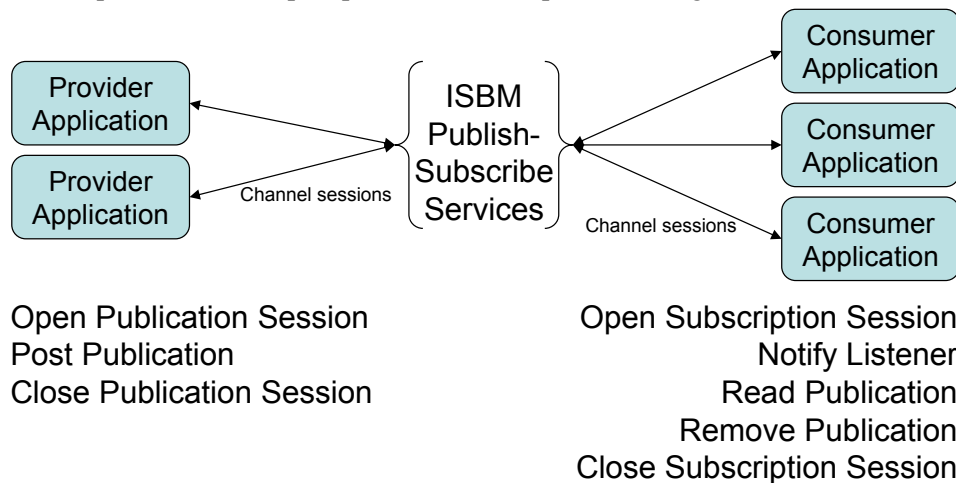 Provider
Application
Provider
Application
Channel sessions
ISBM
Publish-
Subscribe
Services
Channel sessions
Consumer
Application
Consumer
Application
Consumer
Application
Open Publication Session
Post Publication
Close Publication Session
Open Subscription Session
Notify Listener
Read Publication
Remove Publication
Close Subscription Session